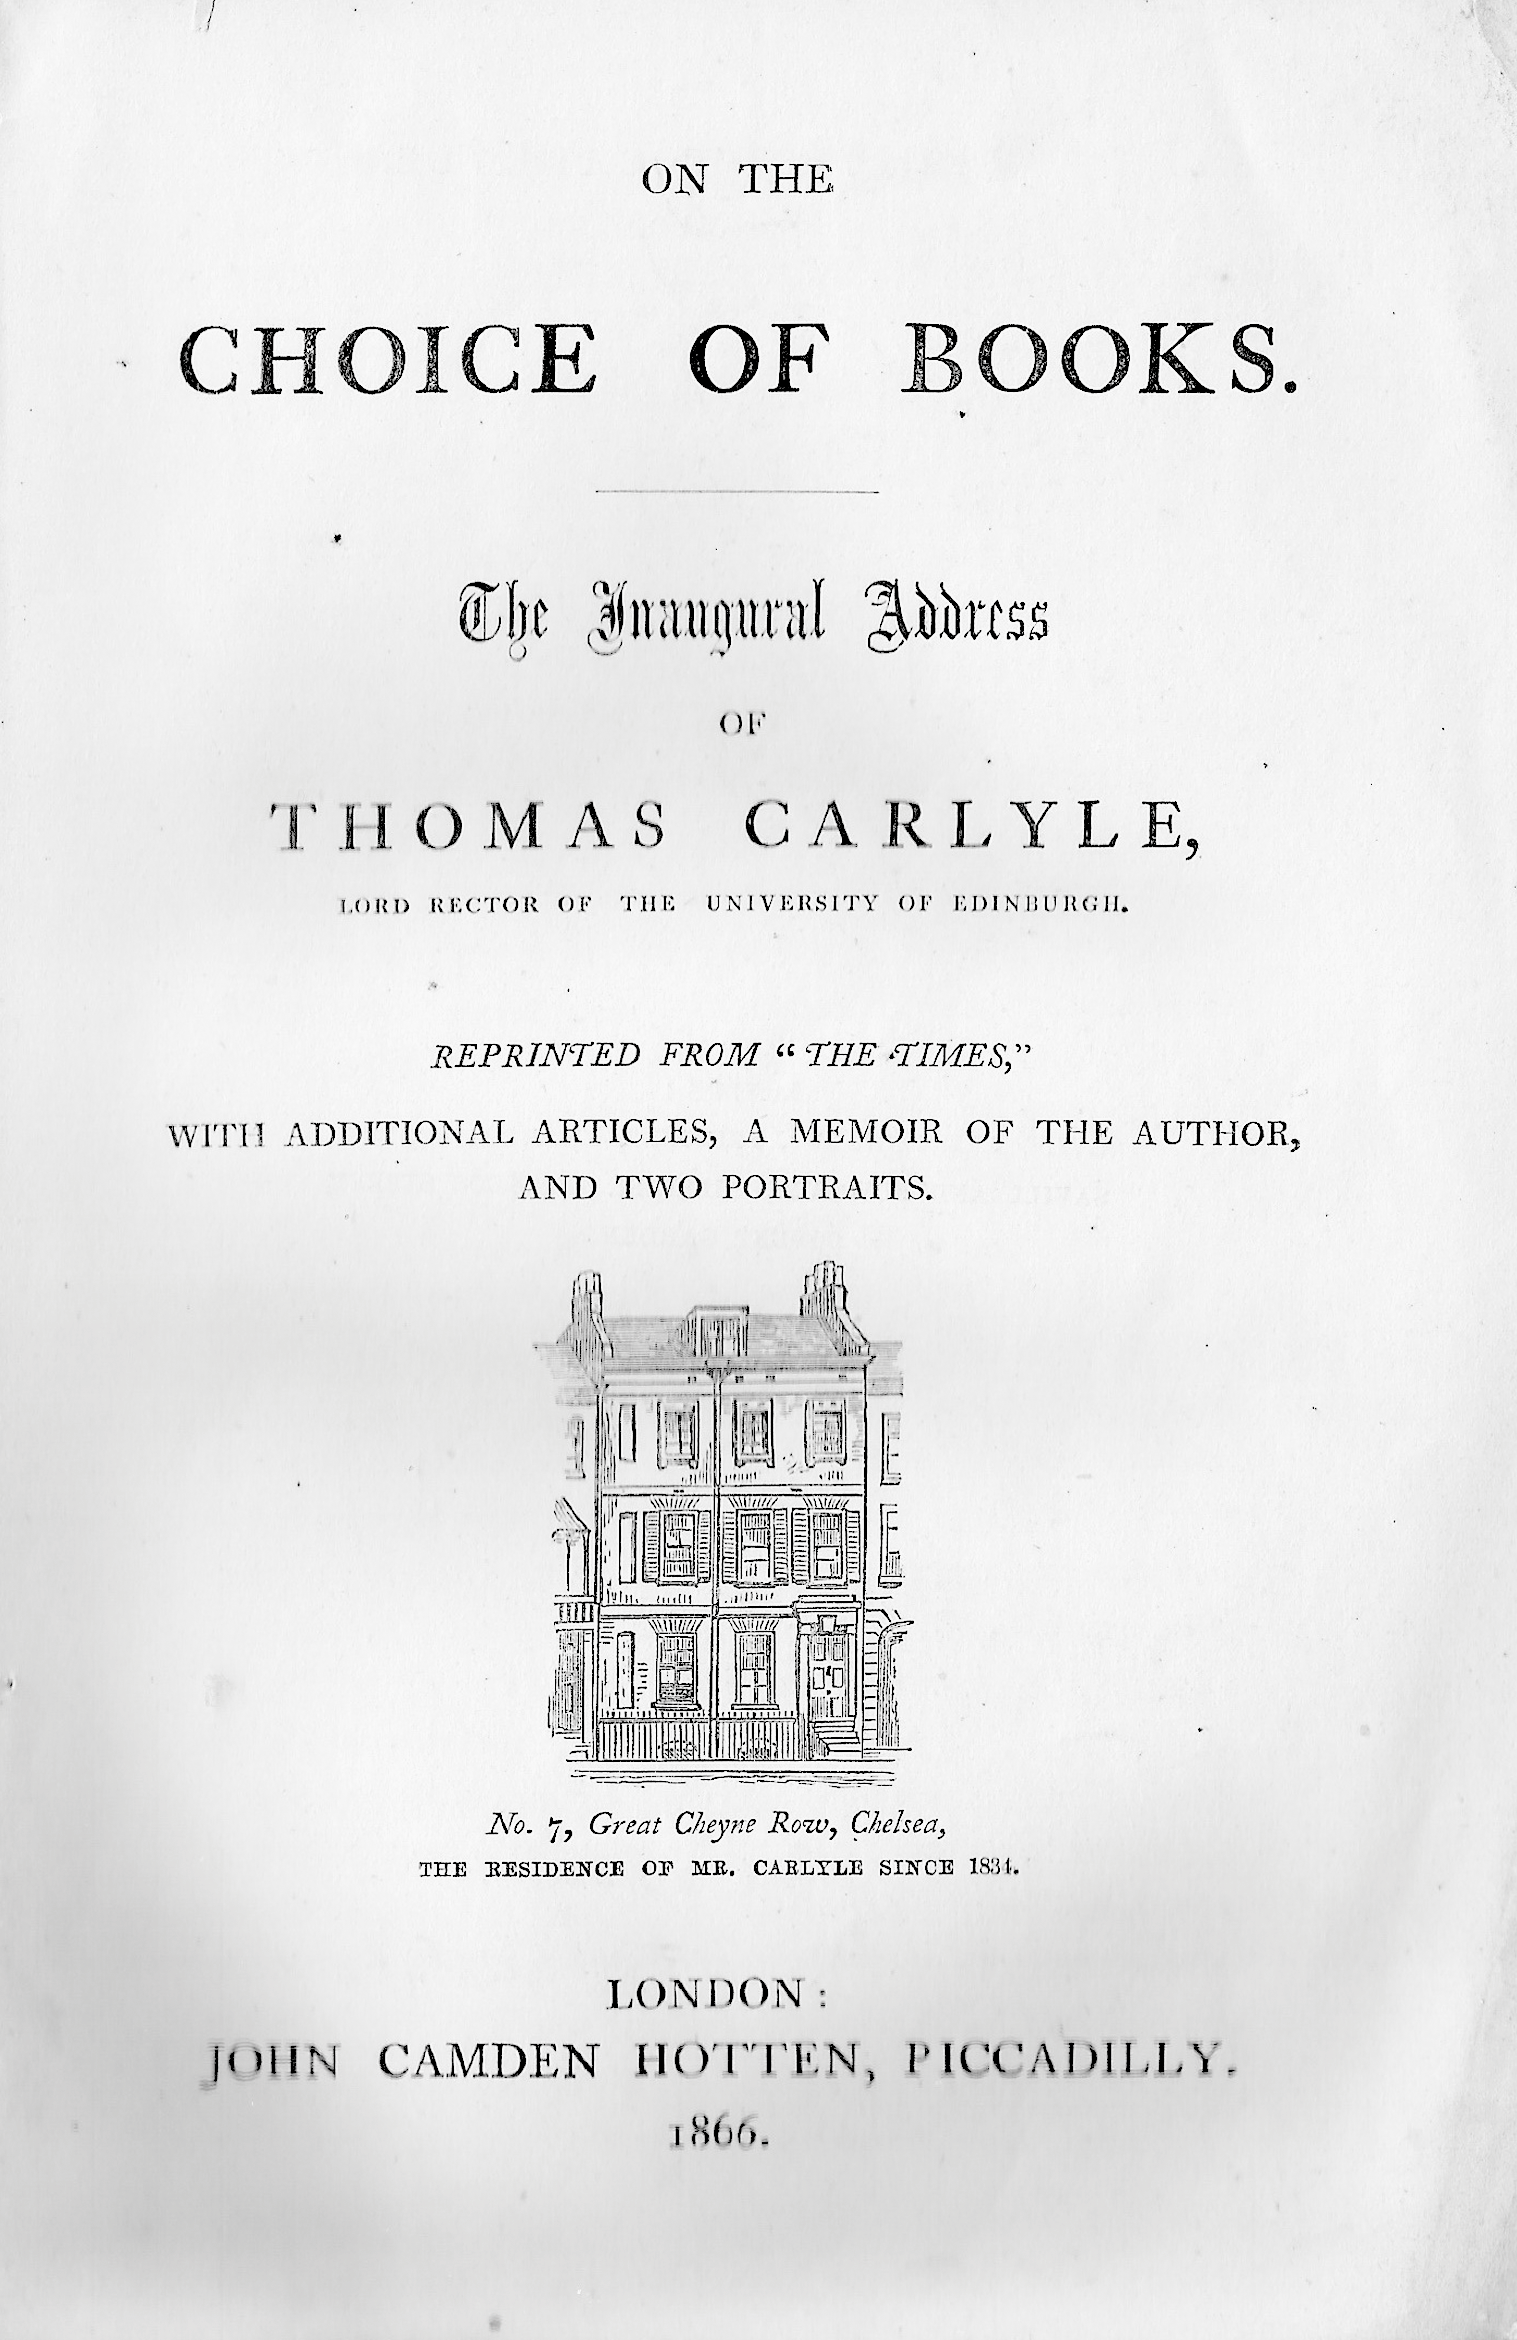 ON THE
CHOICE OF BOOKS.
The Inaugural Address
OF
THOMAS CARLYLE,
LORD RECTOR OF THE UNIVERSITY OF EDINBURGH.
REPRINTED FROM “THE TIMES,”
WITH ADDITIONAL ARTICLES, A MEMOIR OF THE AUTHOR,
AND TWO PORTRAITS.
No. 7, Great Cheyne Row, Chelsea,
THE RESIDENCE OF MR. CARLYLE SINCE 1834.
LONDON:
JOHN CAMDEN HOTTEN, PICCADILLY.
1866.